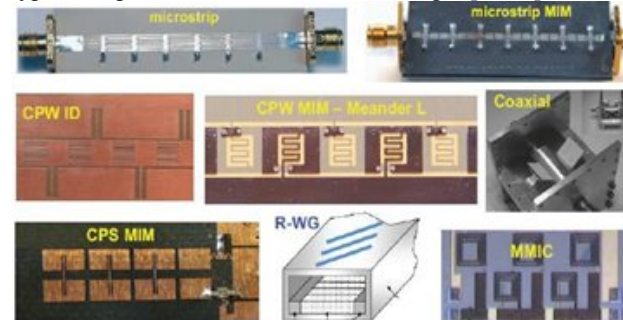 microstrip
microstrip MIM
CPW ID
CPW MIM – Meander L
Coaxial
CPS MIM
R-WG
MMIC